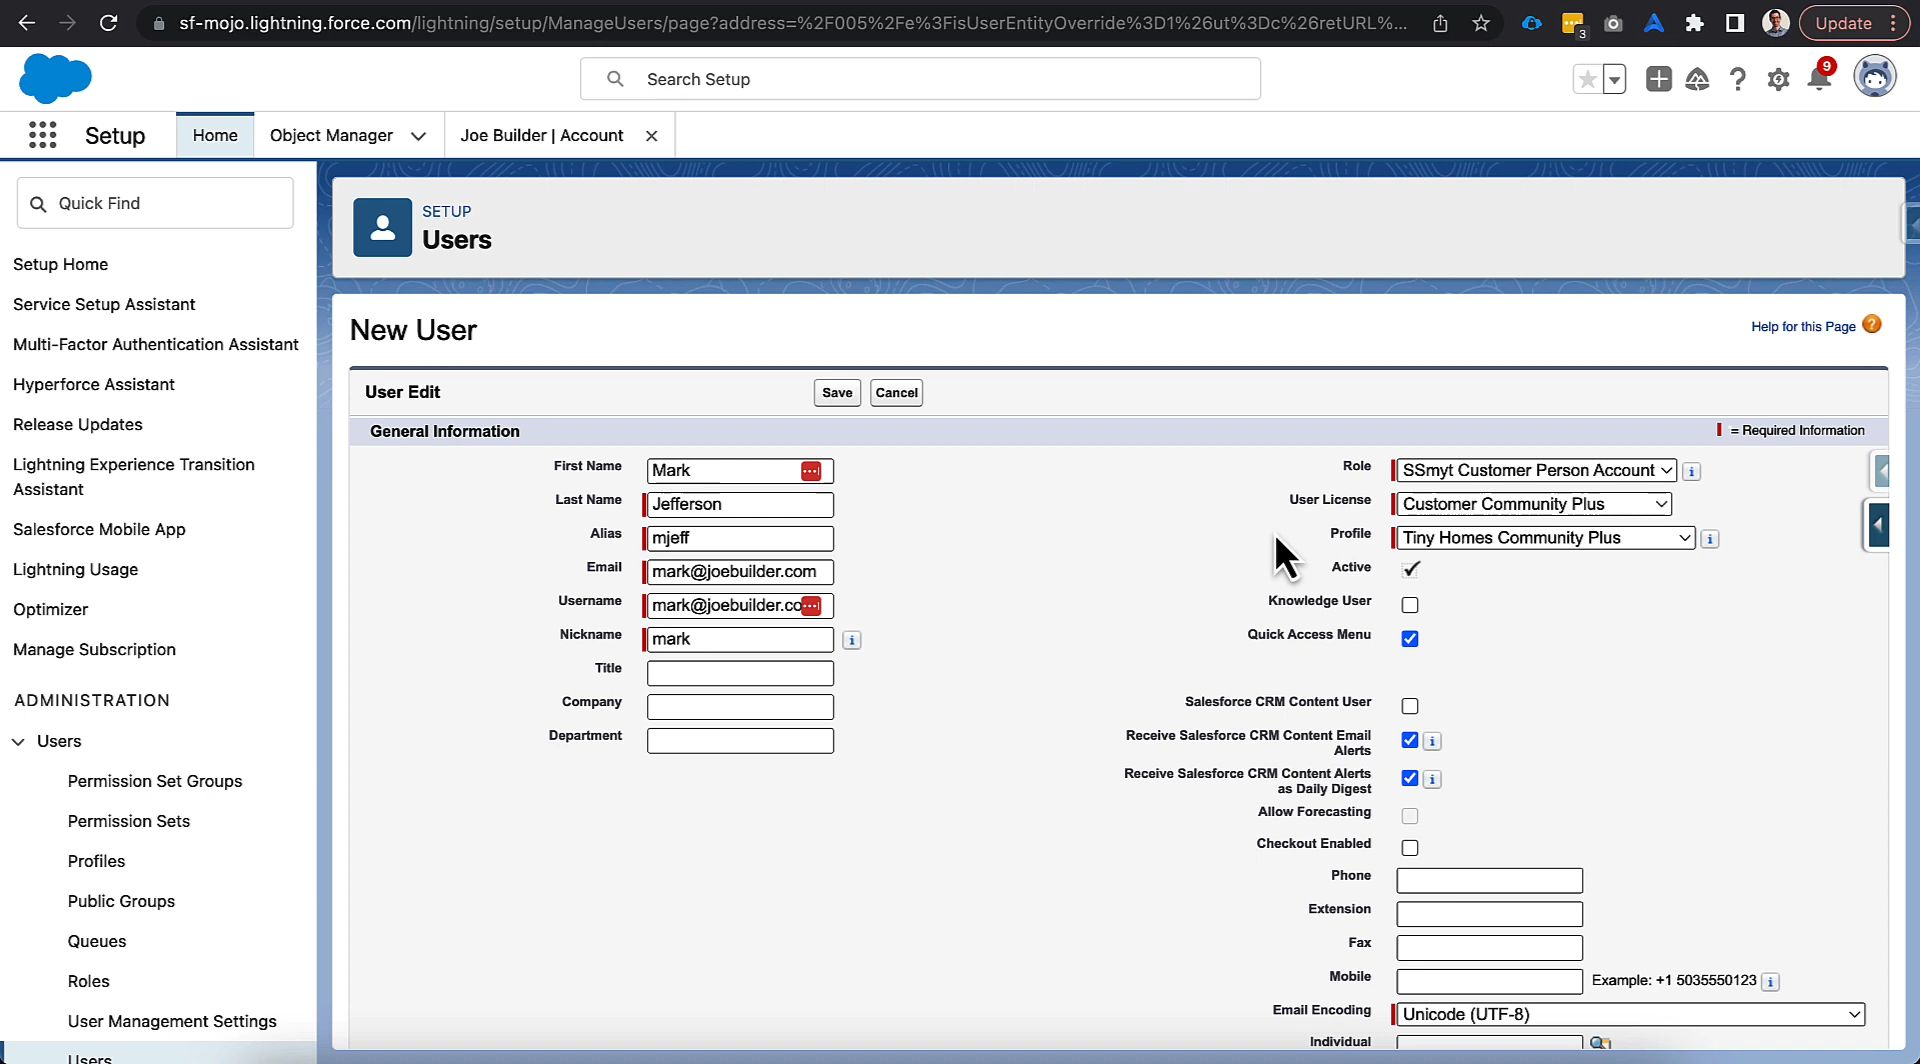 sf-mojo.lightning.force.com/lightning/setup/ManageUsers/page?address=%2F005%2Fe%3FisUserEntityOverride%3D1%26ut%3Dc%26retURL%...
3
Update
Search Setup
9
Setup
Home
Object Manager
Joe Builder | Account
Quick Find
Setup Home
Service Setup Assistant
Multi-Factor Authentication Assistant
Hyperforce Assistant
Release Updates
Lightning Experience Transition
Assistant
Salesforce Mobile App
Lightning Usage
Optimizer
Manage Subscription
ADMINISTRATION
Users
Permission Set Groups
Permission Sets
Profiles
Public Groups
Queues
Roles
User Management Settings
Users
SETUP
Users
New User
Help for this Page
User Edit
Save
Cancel
General Information
= Required Information
First Name
Mark
Last Name
Jefferson
Alias
mjeff
Email
mark@joebuilder.com
Username
mark@joebuilder.co
Nickname
mark
Title
Company
Department
Role
SSmyt Customer Person Account
User License
Customer Community Plus
Profile
Tiny Homes Community Plus
Active
Knowledge User
Quick Access Menu
Salesforce CRM Content User
Receive Salesforce CRM Content Email
Alerts
Receive Salesforce CRM Content Alerts
as Daily Digest
Allow Forecasting
Checkout Enabled
Phone
Extension
Fax
Mobile
Example: +1 5035550123
Email Encoding
Unicode (UTF-8)
Individual